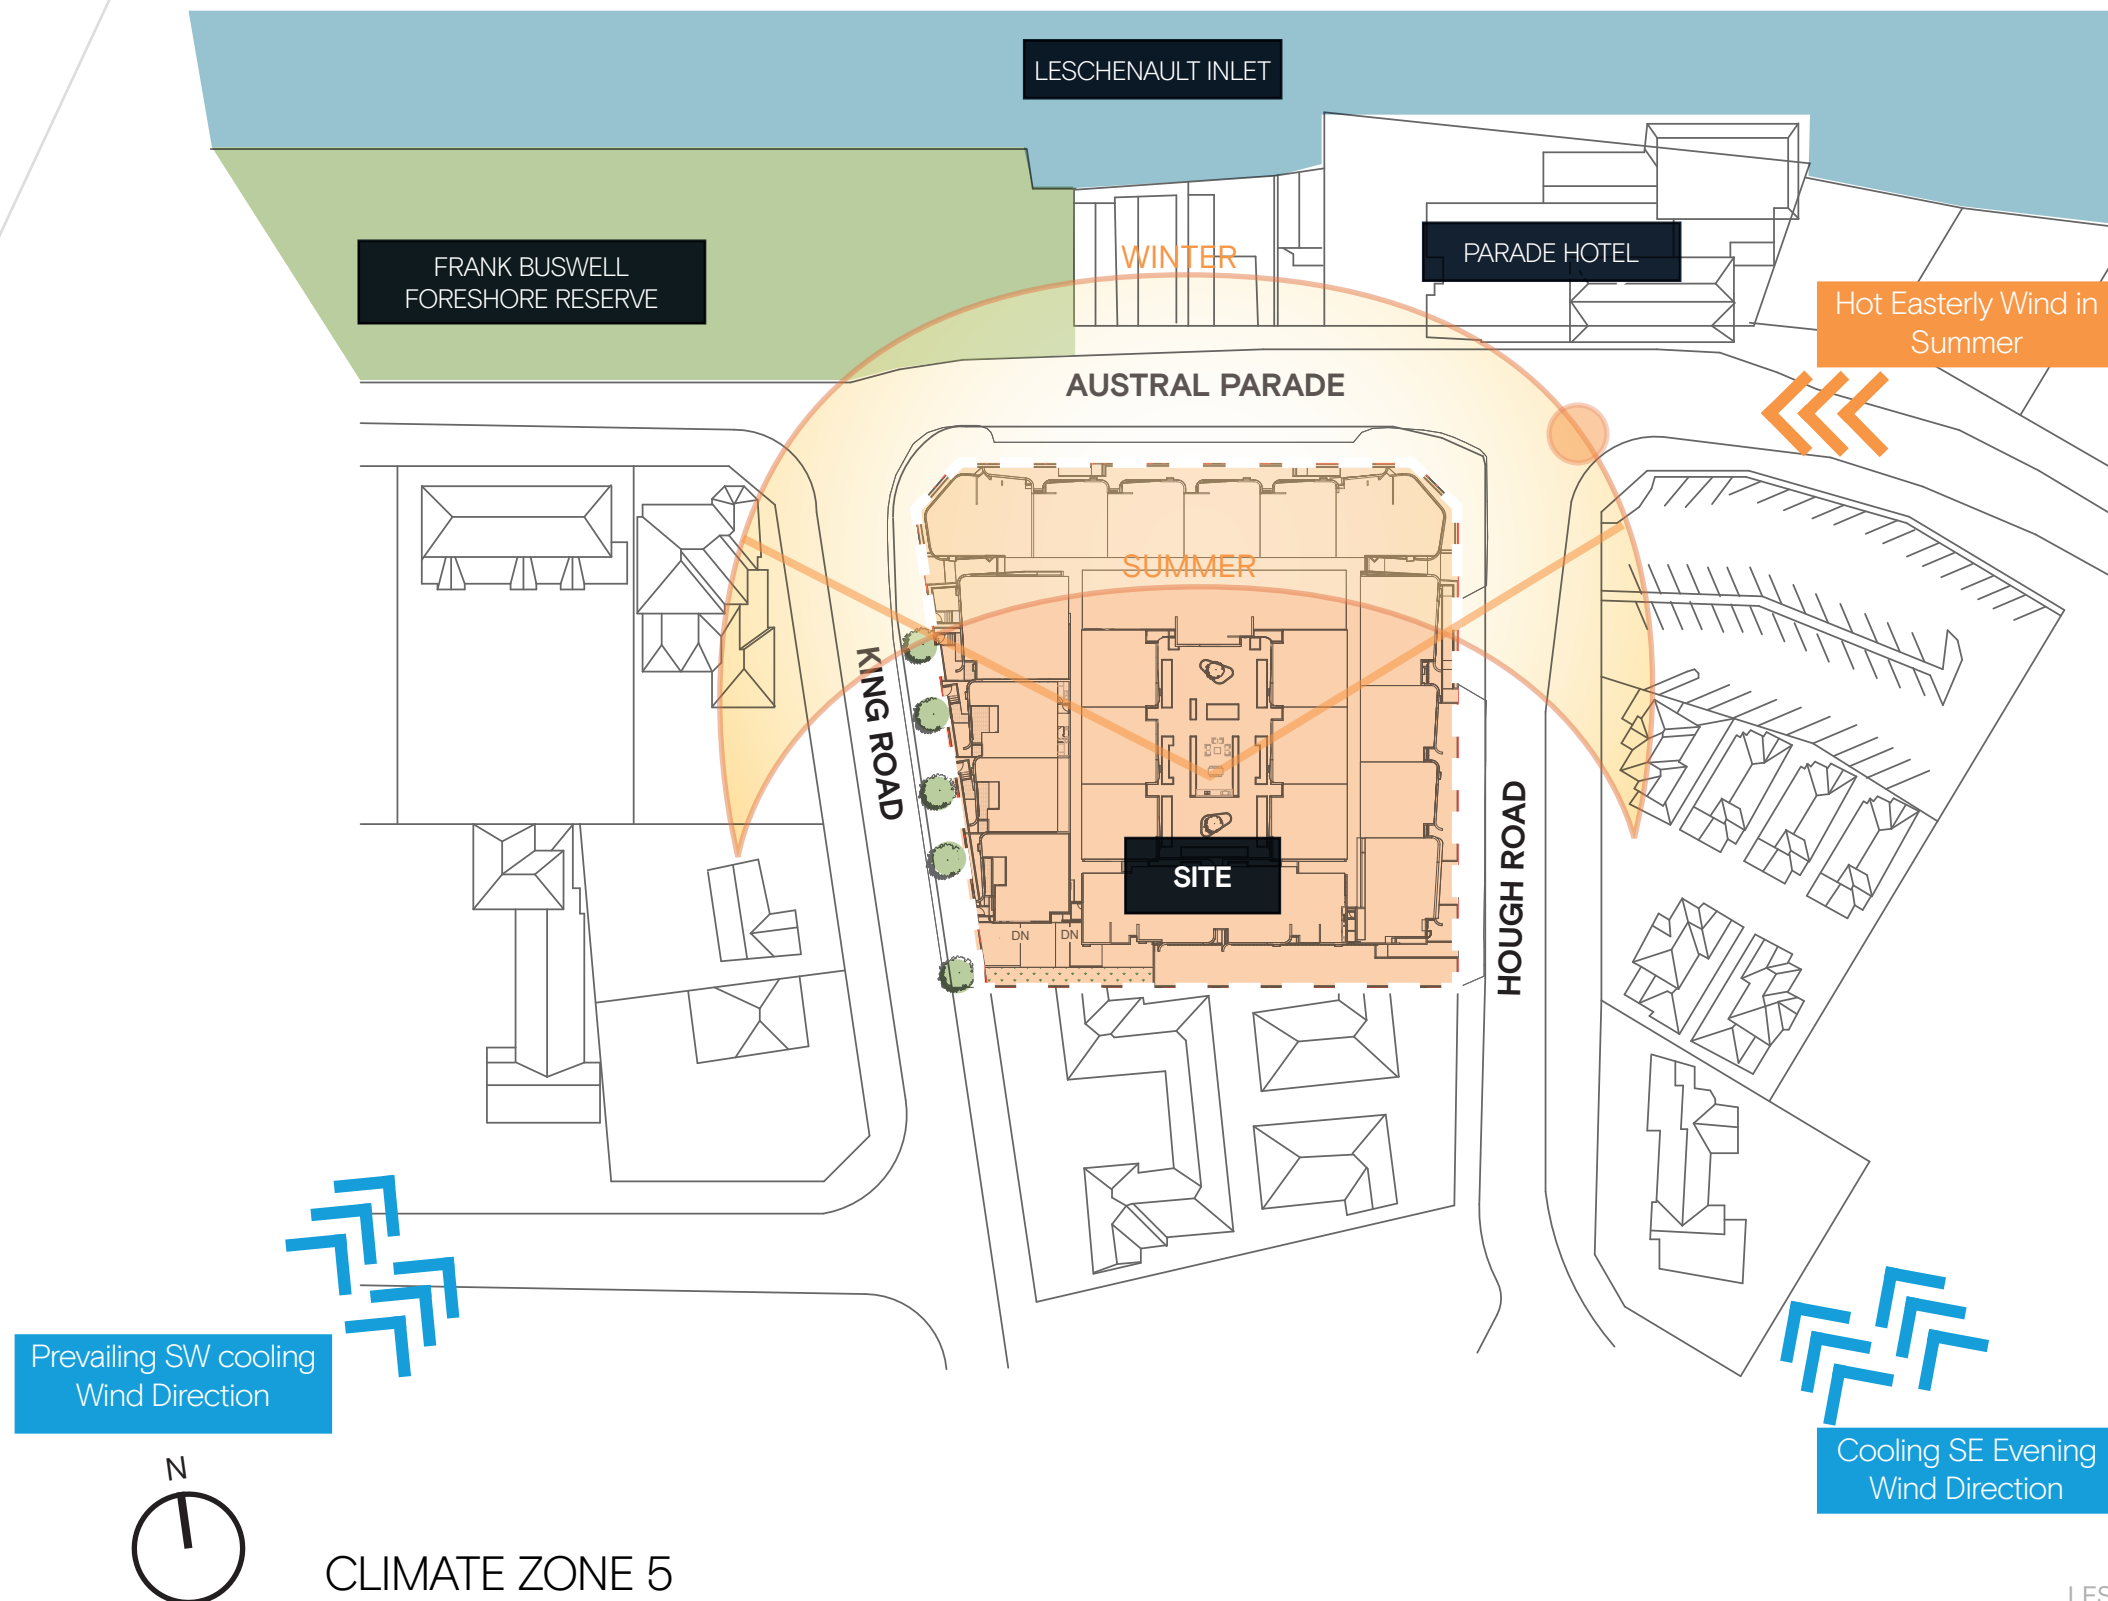 LESCHENAULT INLET
FRANK BUSWELL
FORESHORE RESERVE
WINTER
PARADE HOTEL
Hot Easterly Wind in
Summer
AUSTRAL PARADE
SUMMER
KING ROAD
HOUGH ROAD
SITE
DN
DN
Prevailing SW cooling
Wind Direction
Cooling SE Evening
Wind Direction
N
CLIMATE ZONE 5
LES